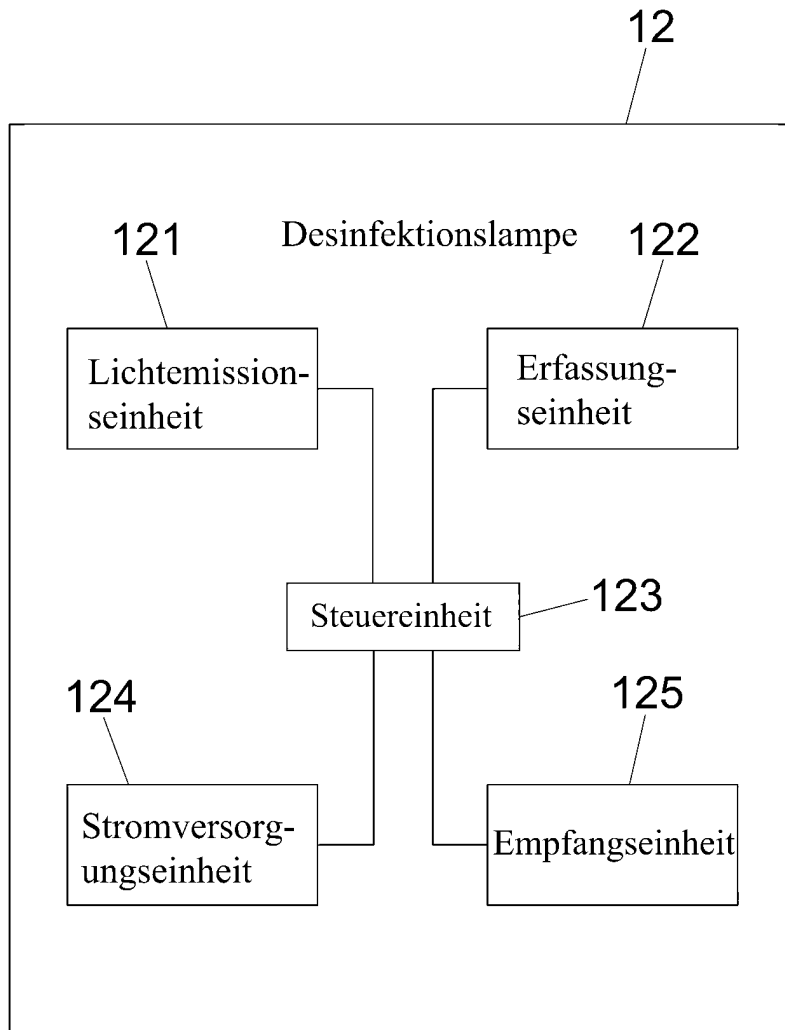 12
Desinfektionslampe
121
122
Lichtemission-
seinheit
Erfassung-
seinheit
Steuereinheit
123
124
125
Stromversorg-
ungseinheit
Empfangseinheit